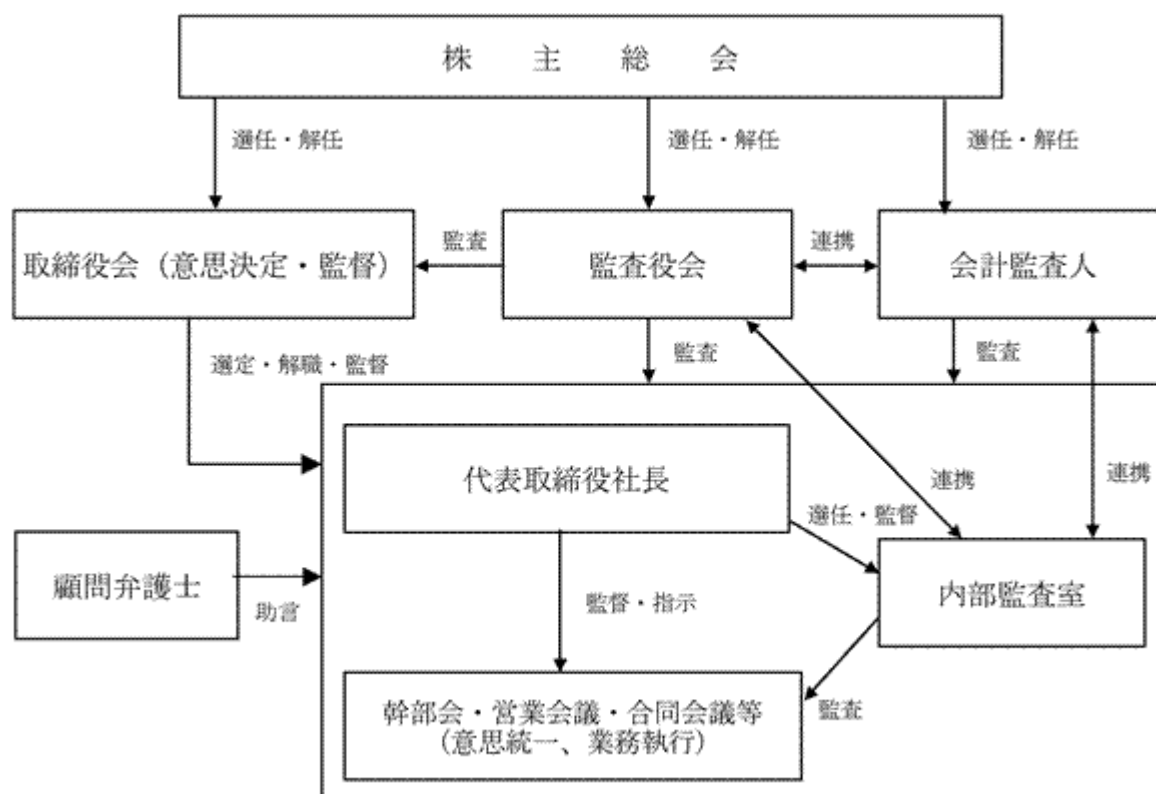 株主総会
選任・解任
選任・解任
選任・解任
取締役会（意思決定・監督）
監査
監査役会
連携
会計監査人
選定・解職・監督
監査
監査
代表取締役社長
連携
連携
選任・監督
顧問弁護士
助言
監督・指示
内部監査室
幹部会・営業会議・合同会議等
（意思統一、業務執行）
監査